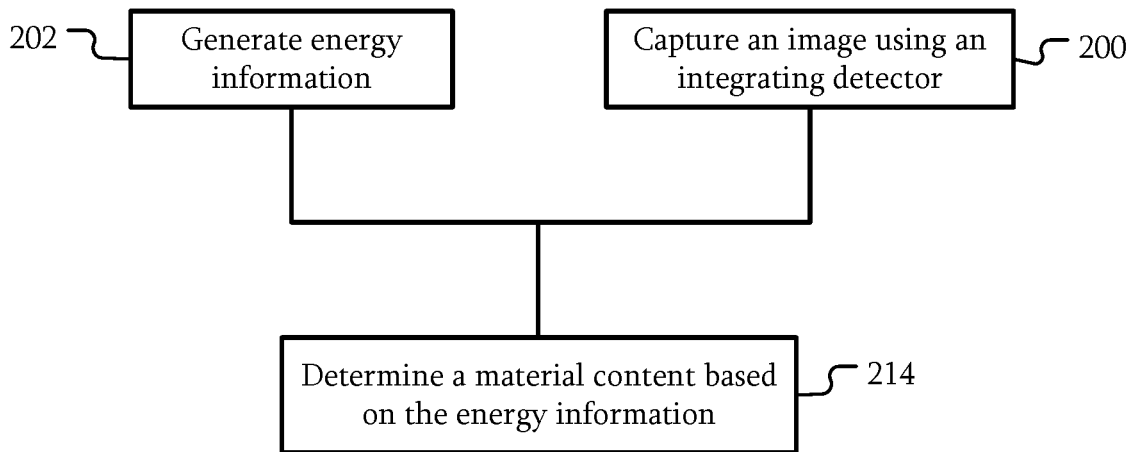 202
Generate energy
information
Capture an image using an
integrating detector
200
Determine a material content based
on the energy information
214